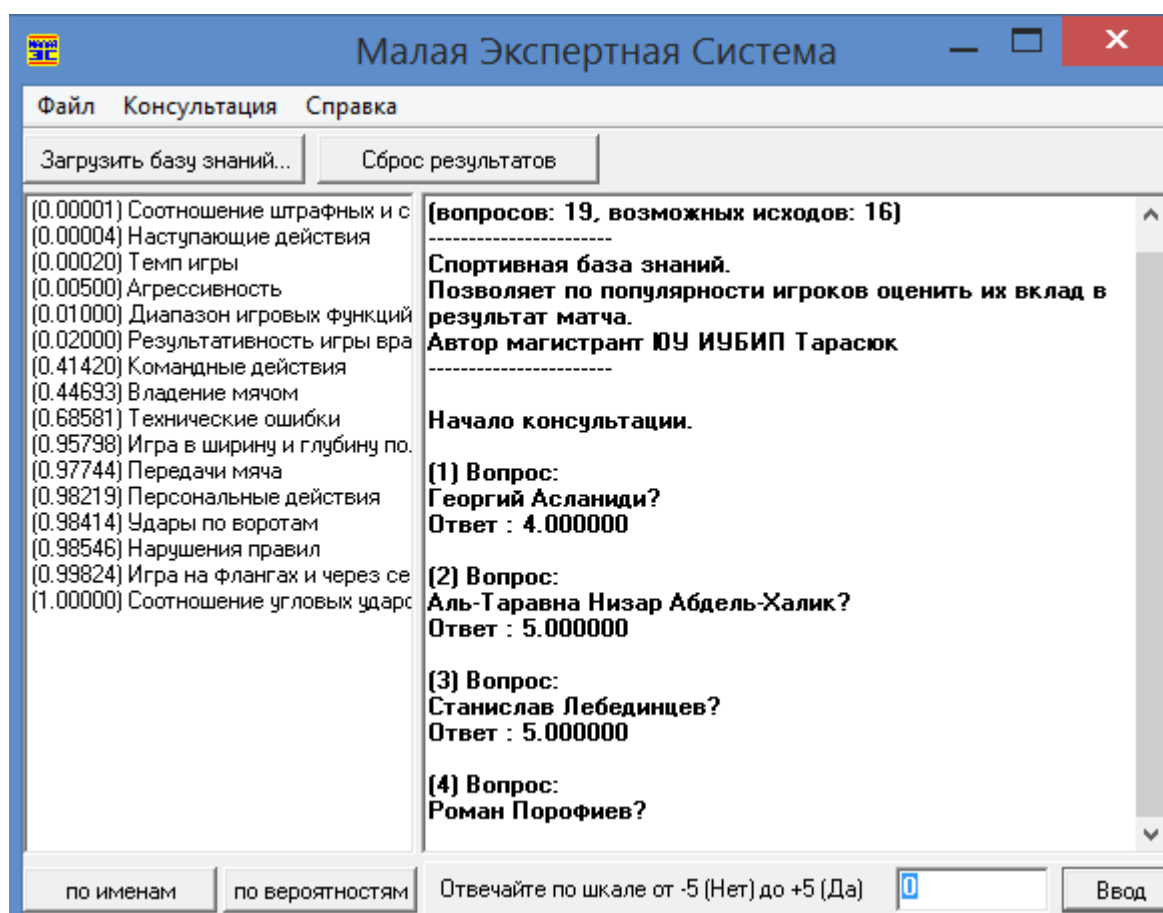 Малая Экспертная Система
Файл Консультация Справка
Загрузить базу знаний... Сброс результатов
(0.00001) Соотношение штрафных и с
(0.00004) Наступающие действия
(0.00020) Темп игры
(0.00500) Агрессивность
(0.01000) Диапазон игровых функций
(0.02000) Результативность игры вра
(0.41420) Командные действия
(0.44693) Владение мячом
(0.68581) Технические ошибки
(0.95798) Игра в ширину и глубину по.
(0.97744) Передачи мяча
(0.98219) Персональные действия
(0.98414) Удары по воротам
(0.98546) Нарушения правил
(0.99824) Игра на флангах и через се
(1.00000) Соотношение угловых ударо
(вопросов: 19, возможных исходов: 16)
------------------------
Спортивная база знаний.
Позволяет по популярности игроков оценить их вклад в
результат матча.
Автор магистрант ЮУ ИУБИП Тарасюк
------------------------
Начало консультации.
(1) Вопрос:
Георгий Асланиди?
Ответ : 4.000000
(2) Вопрос:
Аль-Таравна Низар Абдель-Халик?
Ответ : 5.000000
(3) Вопрос:
Станислав Лебединцев?
Ответ : 5.000000
(4) Вопрос:
Роман Порофиев?
по именам по вероятностям Отвечайте по шкале от -5 (Нет) до +5 (Да) 0 Ввод